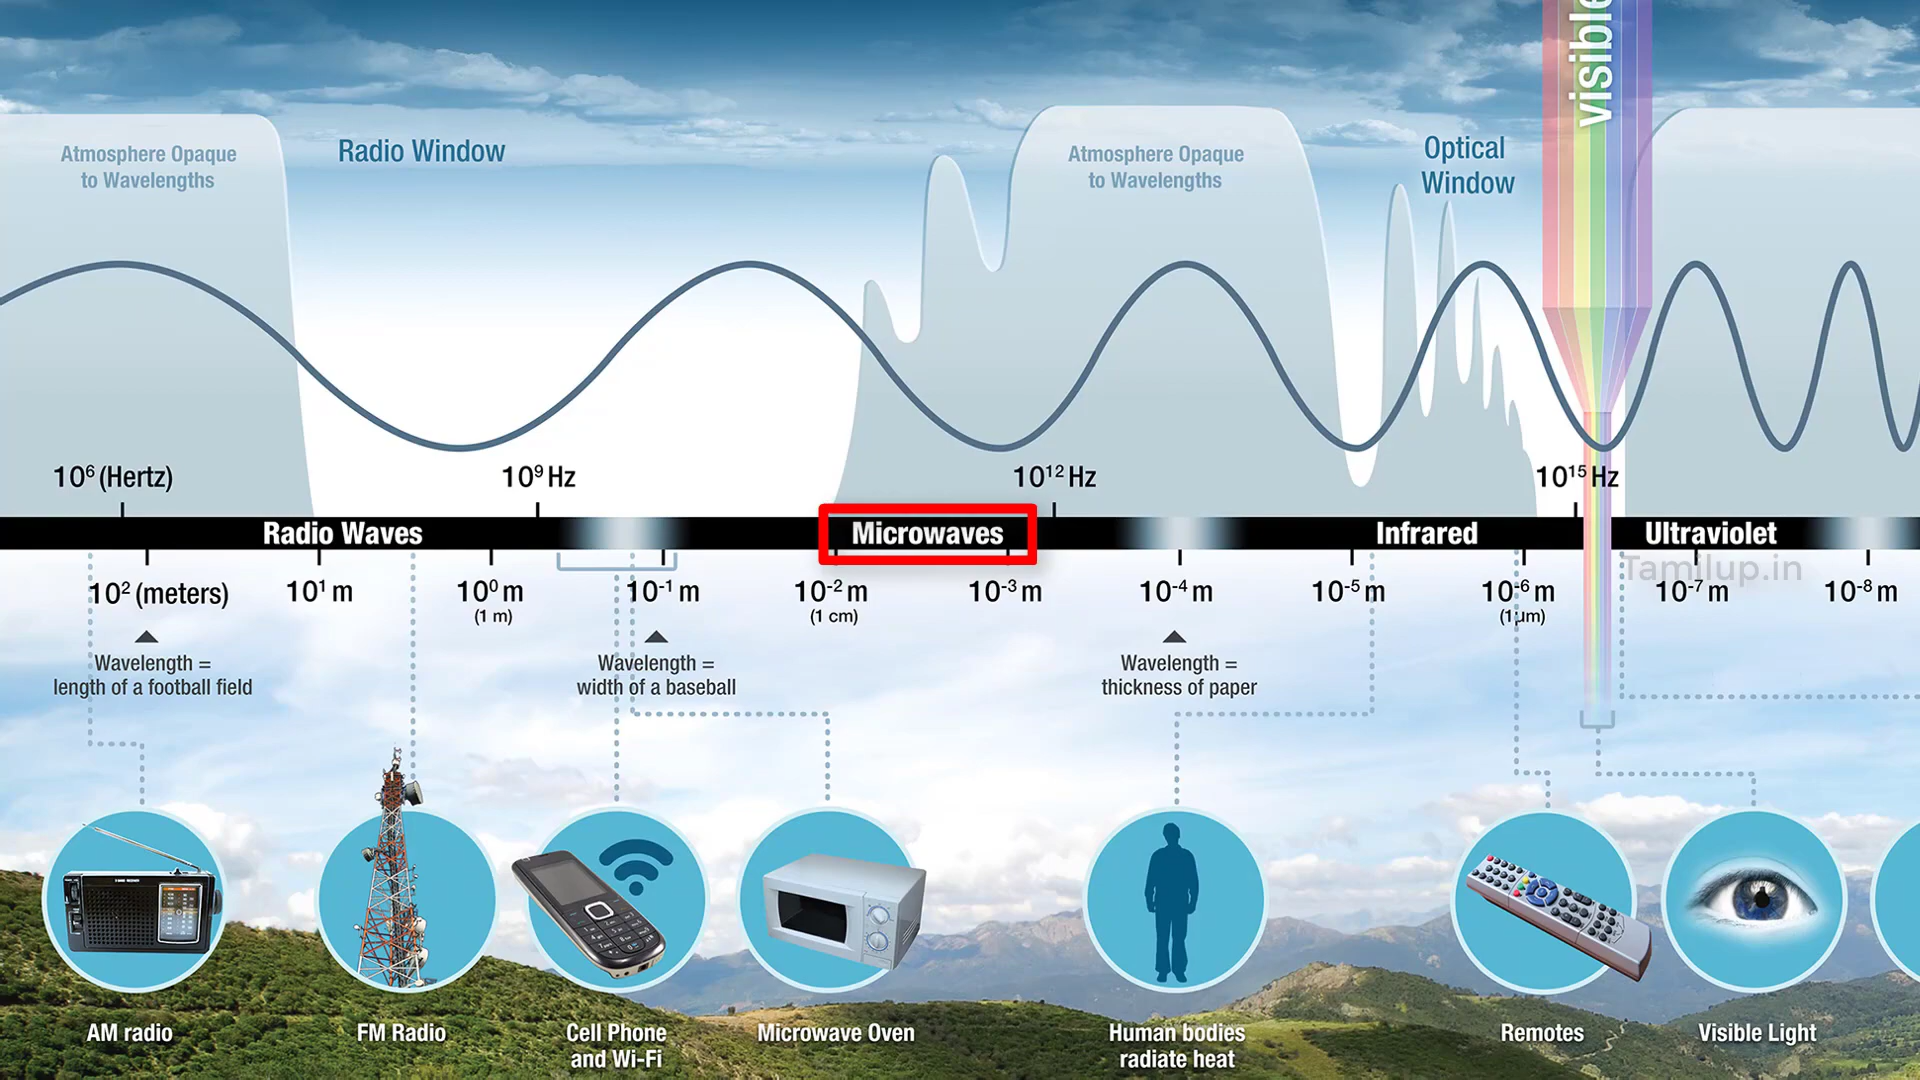 visible
Atmosphere Opaque
to Wavelengths
Radio Window
Atmosphere Opaque
to Wavelengths
Optical
Window
10⁶ (Hertz)
10⁹ Hz
10¹² Hz
10¹⁵ Hz
Radio Waves
Microwaves
Infrared
Ultraviolet
Tamilup.in
10² (meters)
10¹ m
10⁰ m
(1 m)
10⁻¹ m
10⁻² m
(1 cm)
10⁻³ m
10⁻⁴ m
10⁻⁵ m
10⁻⁶ m
(1 μm)
10⁻⁷ m
10⁻⁸ m
Wavelength =
length of a football field
Wavelength =
width of a baseball
Wavelength =
thickness of paper
AM radio
FM Radio
Cell Phone
and Wi-Fi
Microwave Oven
Human bodies
radiate heat
Remotes
Visible Light